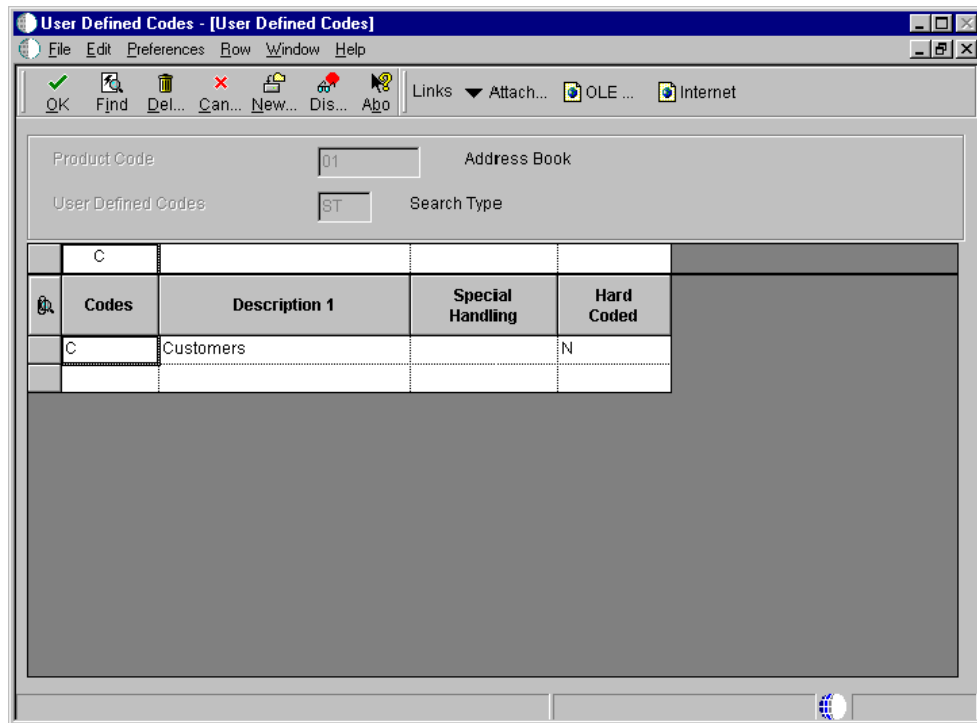 User Defined Codes - [User Defined Codes]
File Edit Preferences Row Window Help
OK Find Del... Can... New... Dis... Abo Links Attach... OLE ... Internet
Product Code 01 Address Book
User Defined Codes ST Search Type
C
Codes Description 1 Special Handling Hard Coded
C Customers N